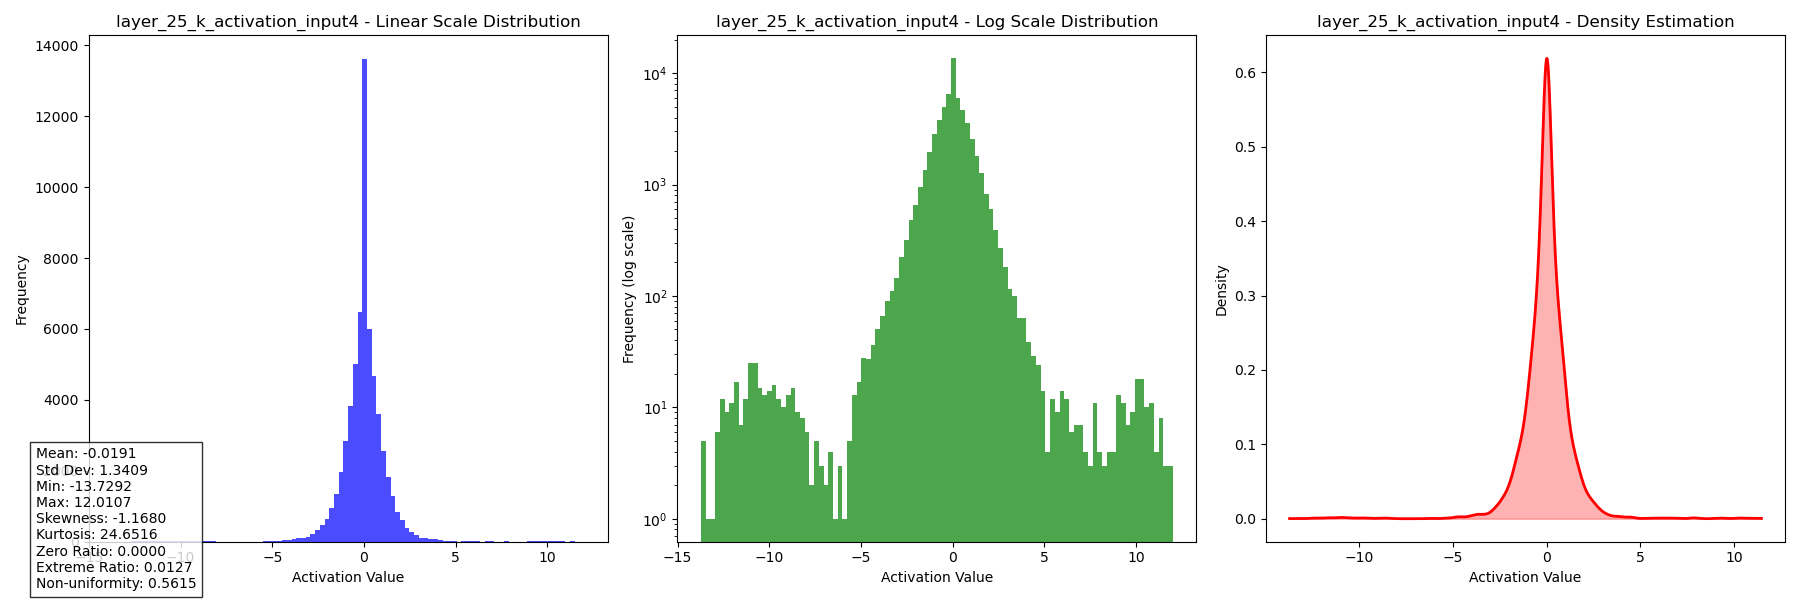 layer_25_k_activation_input4 - Linear Scale Distribution
14000
12000
10000
8000
6000
4000
Frequency
Mean: -0.0191
Std Dev: 1.3409
Min: -13.7292
Max: 12.0107
Skewness: -1.1680
Kurtosis: 24.6516
Zero Ratio: 0.0000
Extreme Ratio: 0.0127
Non-uniformity: 0.5615
−10
−5
0
5
10
Activation Value
layer_25_k_activation_input4 - Log Scale Distribution
10⁴
10³
10²
10¹
10⁰
Frequency (log scale)
−15
−10
−5
0
5
10
Activation Value
layer_25_k_activation_input4 - Density Estimation
0.6
0.5
0.4
0.3
0.2
0.1
0.0
Density
−10
−5
0
5
10
Activation Value